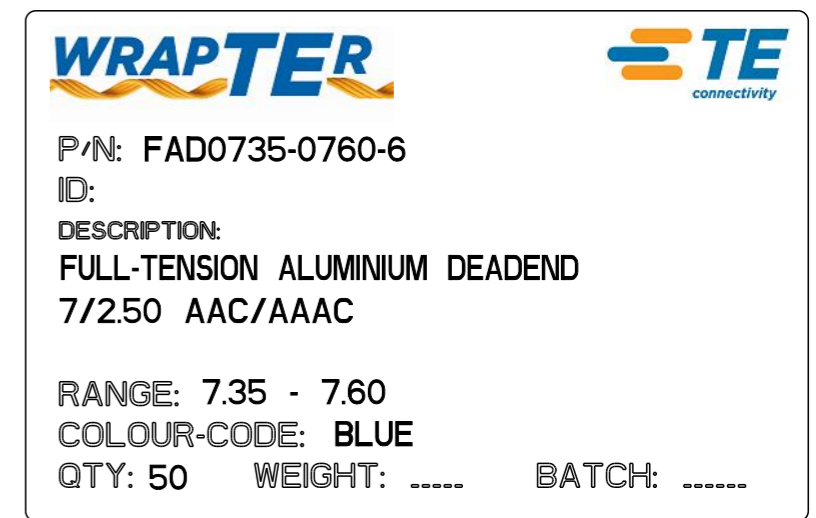 WRAPTER
TE
connectivity
P/N: FAD0735-0760-6
ID:
DESCRIPTION:
FULL-TENSION ALUMINIUM DEADEND
7/2.50 AAC/AAAC
RANGE: 7.35 - 7.60
COLOUR-CODE: BLUE
QTY: 50 WEIGHT: ----- BATCH: ------